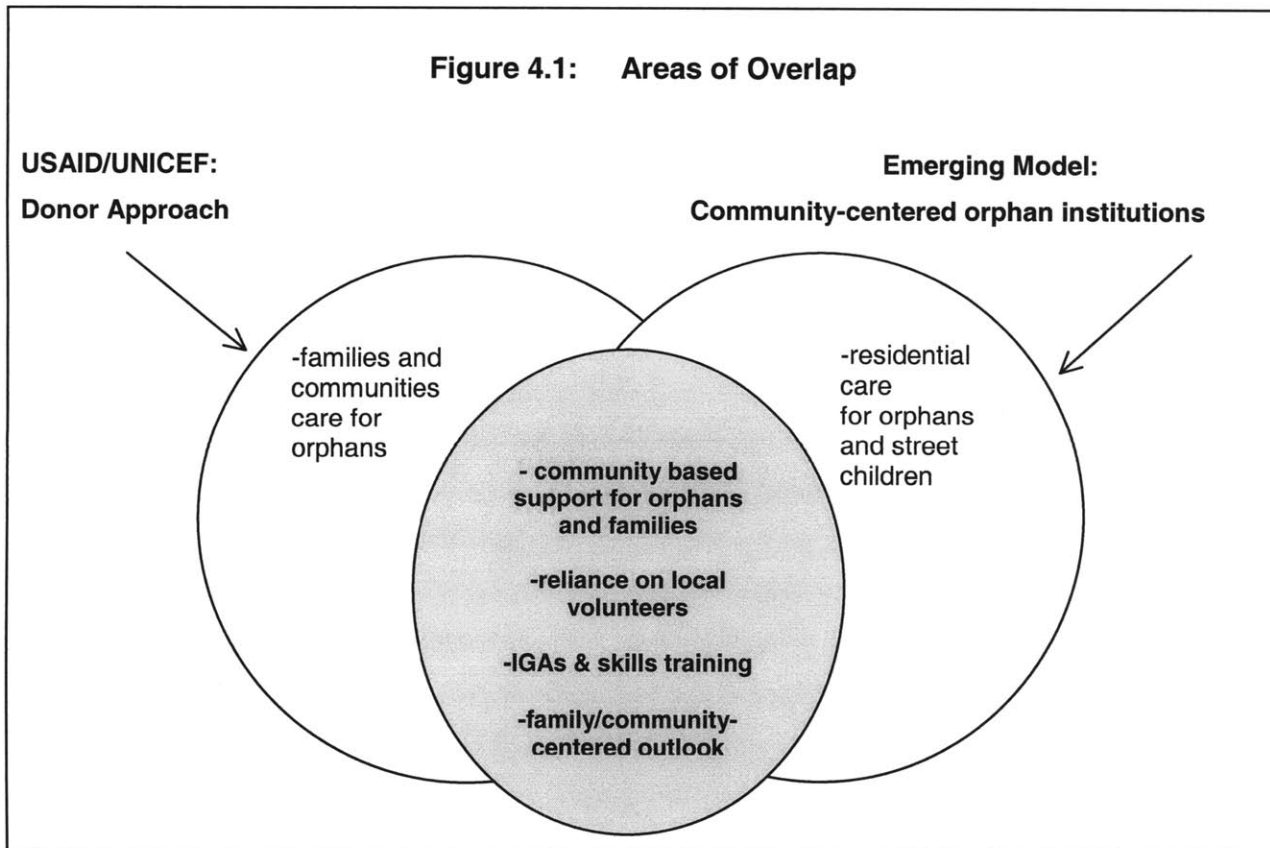 Figure 4.1: Areas of Overlap
USAID/UNICEF:
Donor Approach
Emerging Model:
Community-centered orphan institutions
-families and
communities
care for
orphans
-residential
care
for orphans
and street
children
- community based
support for orphans
and families
-reliance on local
volunteers
-IGAs & skills training
-family/community-
centered outlook